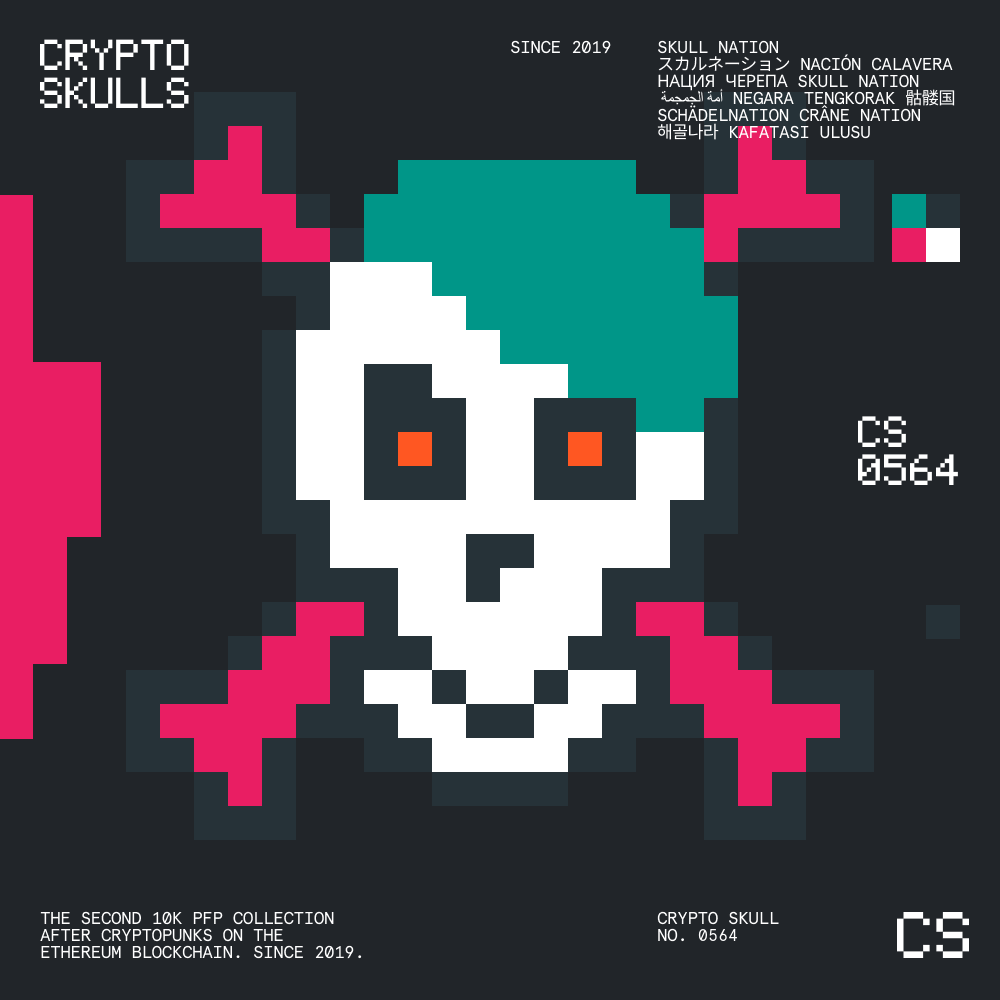 CRYPTO
SKULLS
SINCE 2019
SKULL NATION
スカルネーション NACIÓN CALAVERA
НАЦИЯ ЧЕРЕПА SKULL NATION
أمة الجمجمة NEGARA TENGKORAK 骷髅国
SCHÄDELNATION CRÂNE NATION
해골나라 KAFATASI ULUSU
CS
0564
THE SECOND 10K PFP COLLECTION
AFTER CRYPTOPUNKS ON THE
ETHEREUM BLOCKCHAIN. SINCE 2019.
CRYPTO SKULL
NO. 0564
CS